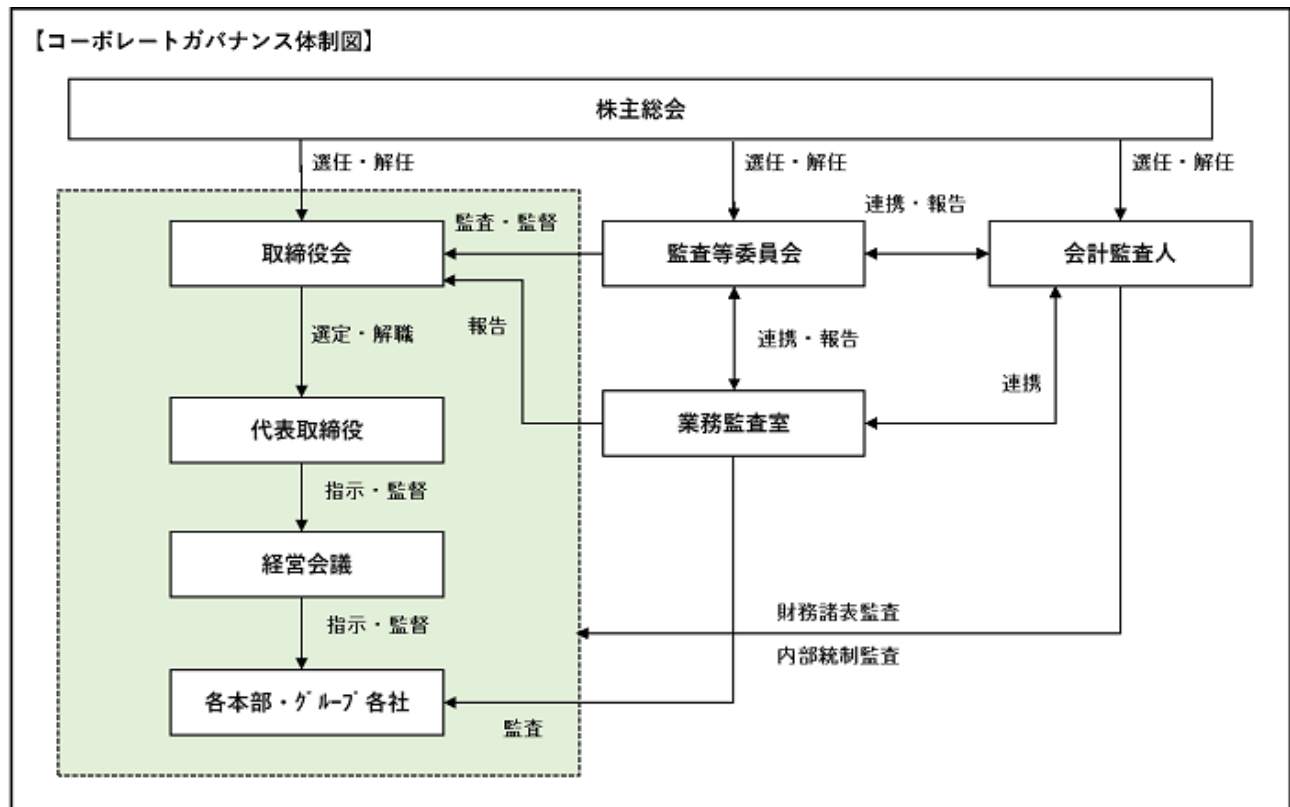 【コーポレートガバナンス体制図】
株主総会
選任・解任
選任・解任
選任・解任
連携・報告
監査・監督
取締役会
監査等委員会
会計監査人
報告
選定・解職
連携・報告
連携
代表取締役
業務監査室
指示・監督
経営会議
財務諸表監査
指示・監督
内部統制監査
各本部・ｸﾞﾙｰﾌﾟ各社
監査